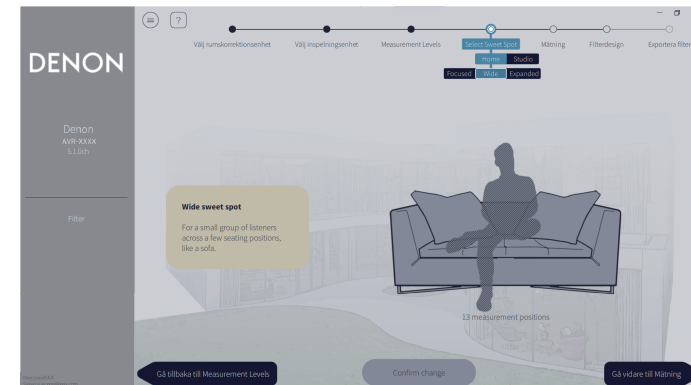 ?
Välj rumskorrektionsenhet
Välj inspelningsenhet
Measurement Levels
Select Sweet Spot
Mätning
Filterdesign
Exportera filter
Home
Studio
Focused
Wide
Expanded
DENON
Denon
AVR-XXXX
5.1.0ch
Filter
Wide sweet spot
For a small group of listeners
across a few seating positions,
like a sofa.
13 measurement positions
Gå tillbaka till Measurement Levels
Confirm change
Gå vidare till Mätning